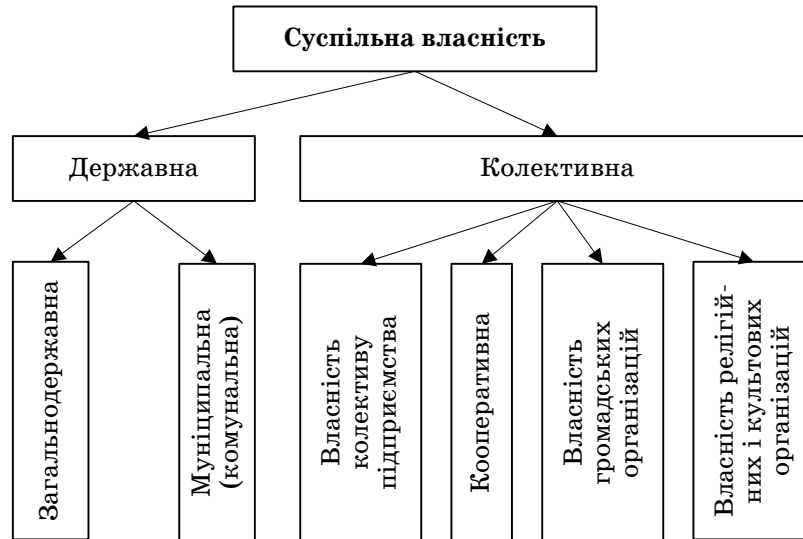 Суспільна власність
Державна
Колективна
Загальнодержавна
Муніципальна
(комунальна)
Власність
колективу
підприємства
Кооперативна
Власність
громадських
організацій
Власність релігій-
них і культових
організацій